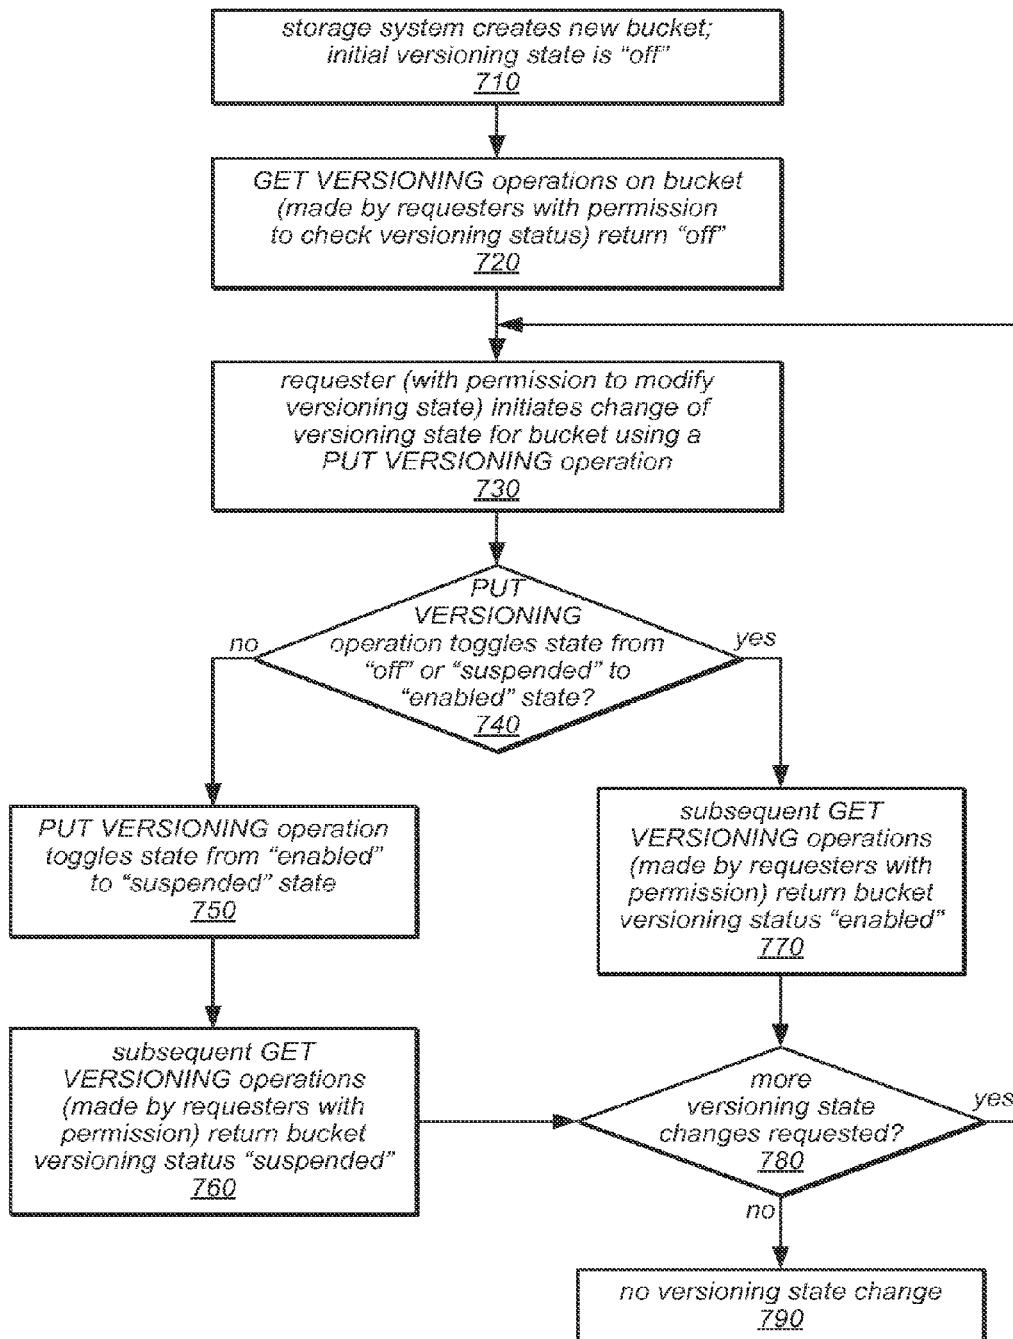 storage system creates new bucket;
initial versioning state is “off”
710
GET VERSIONING operations on bucket
(made by requesters with permission
to check versioning status) return “off”
720
requester (with permission to modify
versioning state) initiates change of
versioning state for bucket using a
PUT VERSIONING operation
730
PUT
VERSIONING
operation toggles state from
“off” or “suspended” to
“enabled” state?
740
no
yes
PUT VERSIONING operation
toggles state from “enabled”
to “suspended” state
750
subsequent GET
VERSIONING operations
(made by requesters with
permission) return bucket
versioning status “enabled”
770
subsequent GET
VERSIONING operations
(made by requesters with
permission) return bucket
versioning status “suspended”
760
more
versioning state
changes requested?
780
yes
no
no versioning state change
790